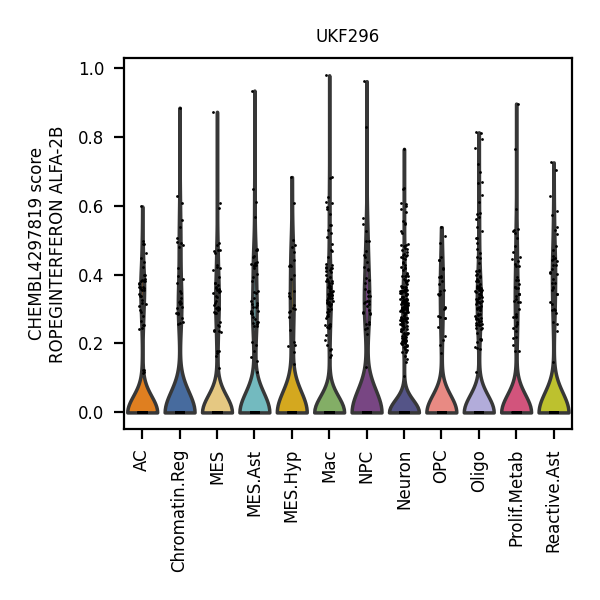 UKF296
CHEMBL4297819 score
ROPEGINTERFERON ALFA-2B
1.0
0.8
0.6
0.4
0.2
0.0
AC
Chromatin.Reg
MES
MES.Ast
MES.Hyp
Mac
NPC
Neuron
OPC
Oligo
Prolif.Metab
Reactive.Ast